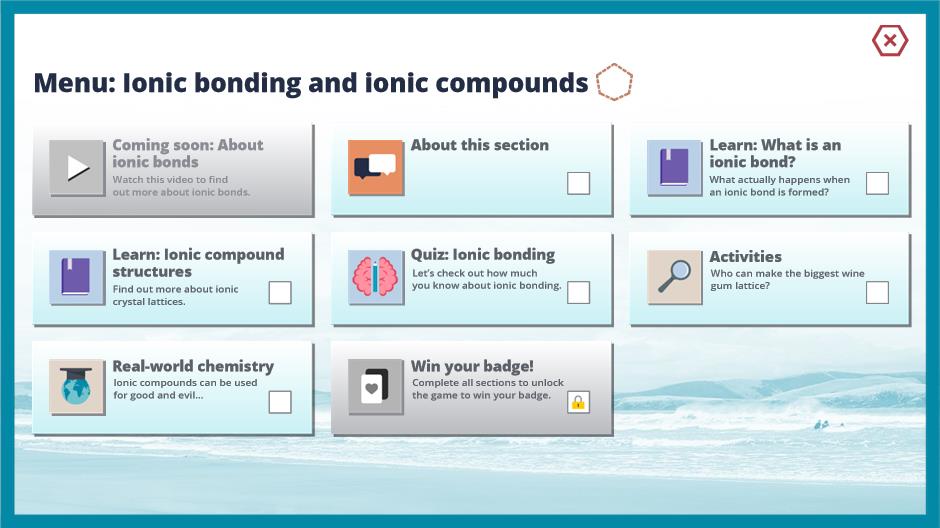 Menu: Ionic bonding and ionic compounds
Coming soon: About
ionic bonds
Watch this video to find
out more about ionic bonds.
About this section
Learn: What is an
ionic bond?
What actually happens when
an ionic bond is formed?
Learn: Ionic compound
structures
Find out more about ionic
crystal lattices.
Quiz: Ionic bonding
Let's check out how much
you know about ionic bonding.
Activities
Who can make the biggest wine
gum lattice?
Real-world chemistry
Ionic compounds can be used
for good and evil...
Win your badge!
Complete all sections to unlock
the game to win your badge.